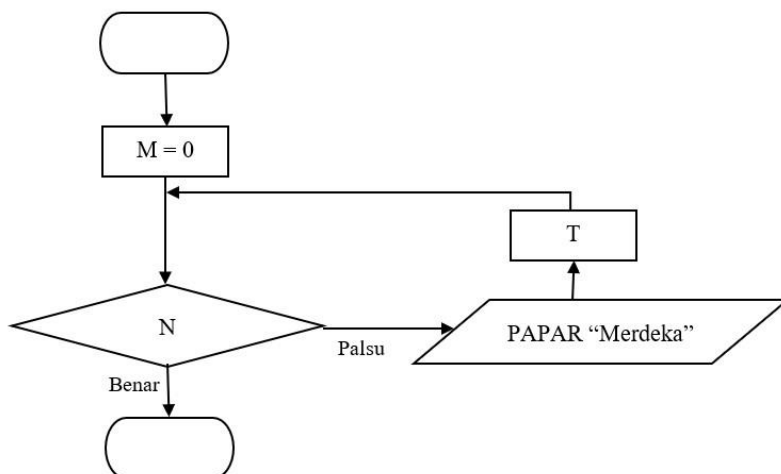 M = 0
T
N
Palsu
PAPAR “Merdeka”
Benar